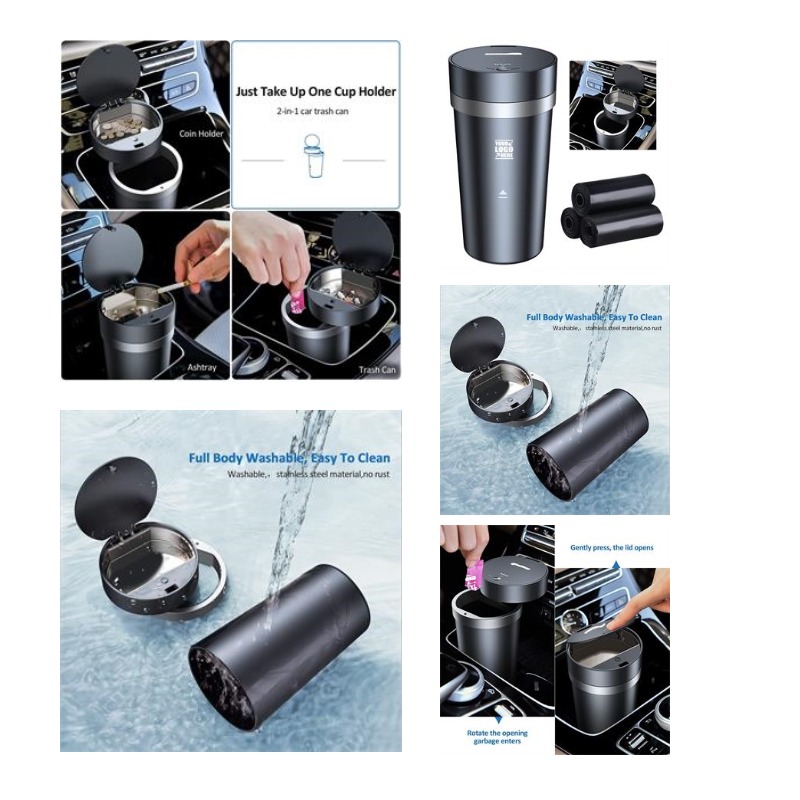 Just Take Up One Cup Holder
2-in-1 car trash can
Coin Holder
Ashtray
Trash Can
YOUR
LOGO
HERE
Full Body Washable, Easy To Clean
Washable,, stainless steel material,no rust
Full Body Washable, Easy To Clean
Washable,, stainless steel material,no rust
Gently press, the lid opens
Rotate the opening
garbage enters